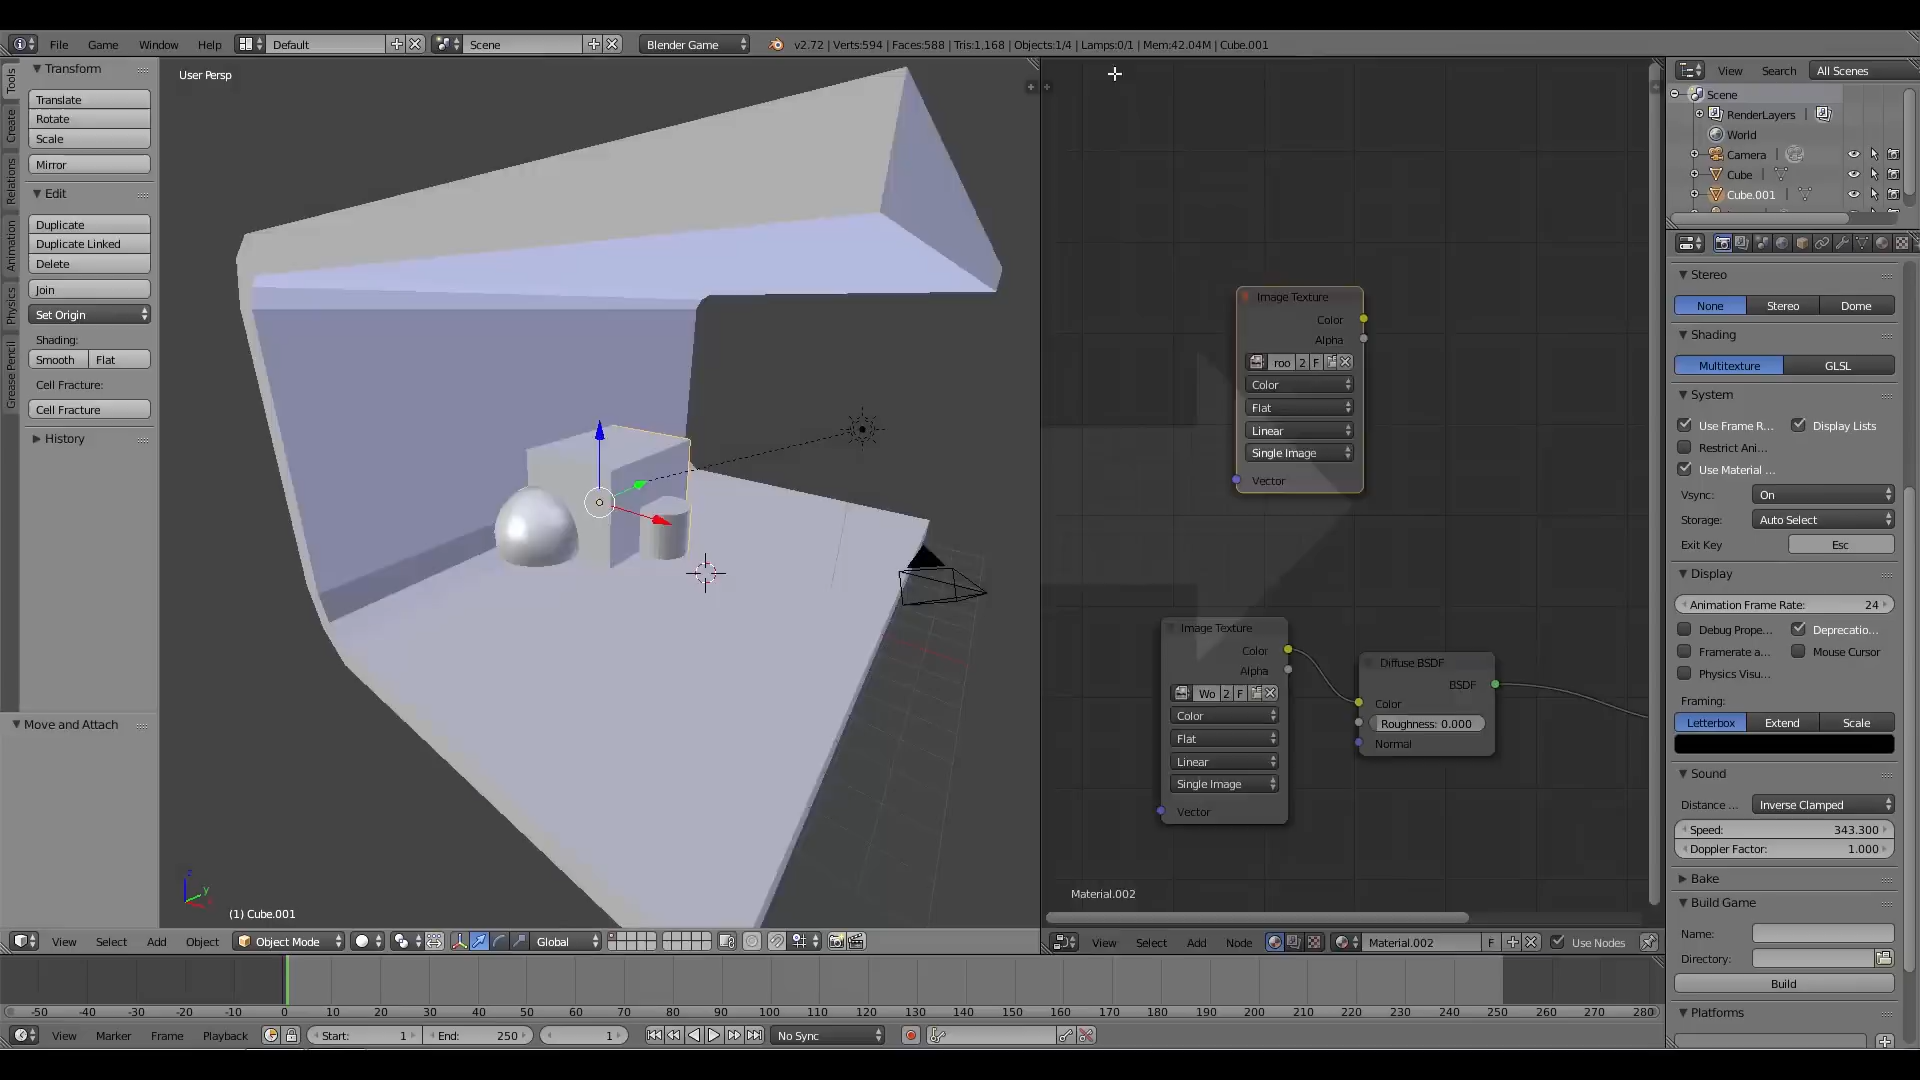 File Game Window Help Default Scene Blender Game v2.72 | Verts:594 | Faces:588 | Tris:1,168 | Objects:1/4 | Lamps:0/1 | Mem:42.04M | Cube.001
Tools
Create
Relations
Animation
Physics
Grease Pencil
Transform
Translate
Rotate
Scale
Mirror
Edit
Duplicate
Duplicate Linked
Delete
Join
Set Origin
Shading:
Smooth Flat
Cell Fracture:
Cell Fracture
History
Move and Attach
User Persp
(1) Cube.001
z
y
View Select Add Object Object Mode Global
Image Texture
Color
Alpha
roo 2 F
Color
Flat
Linear
Single Image
Vector
Image Texture
Color
Alpha
Wo 2 F
Color
Flat
Linear
Single Image
Vector
Diffuse BSDF
BSDF
Color
Roughness: 0.000
Normal
Material.002
View Select Add Node Material.002 F Use Nodes
View Search All Scenes
Scene
RenderLayers
World
Camera
Cube
Cube.001
Stereo
None Stereo Dome
Shading
Multitexture GLSL
System
Use Frame R... Display Lists
Restrict Ani...
Use Material ...
Vsync: On
Storage: Auto Select
Exit Key Esc
Display
Animation Frame Rate: 24
Debug Prope... Deprecatio...
Framerate a... Mouse Cursor
Physics Visu...
Framing:
Letterbox Extend Scale
Sound
Distance ... Inverse Clamped
Speed: 343.300
Doppler Factor: 1.000
Bake
Build Game
Name:
Directory:
Build
Platforms
-50 -40 -30 -20 -10 0 10 20 30 40 50 60 70 80 90 100 110 120 130 140 150 160 170 180 190 200 210 220 230 240 250 260 270 280
View Marker Frame Playback Start: 1 End: 250 1 No Sync